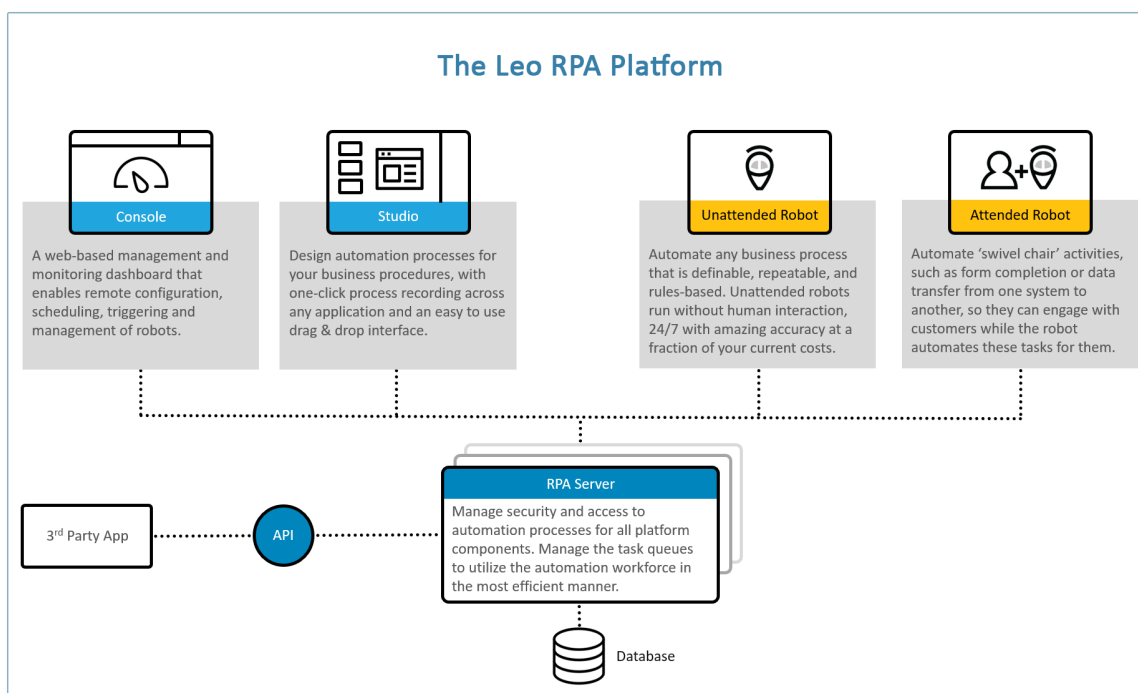 The Leo RPA Platform
Console
A web-based management and
monitoring dashboard that
enables remote configuration,
scheduling, triggering and
management of robots.
Studio
Design automation processes for
your business procedures, with
one-click process recording across
any application and an easy to use
drag & drop interface.
Unattended Robot
Automate any business process
that is definable, repeatable, and
rules-based. Unattended robots
run without human interaction,
24/7 with amazing accuracy at a
fraction of your current costs.
Attended Robot
Automate ‘swivel chair’ activities,
such as form completion or data
transfer from one system to
another, so they can engage with
customers while the robot
automates these tasks for them.
3rd Party App
API
RPA Server
Manage security and access to
automation processes for all platform
components. Manage the task queues
to utilize the automation workforce in
the most efficient manner.
Database